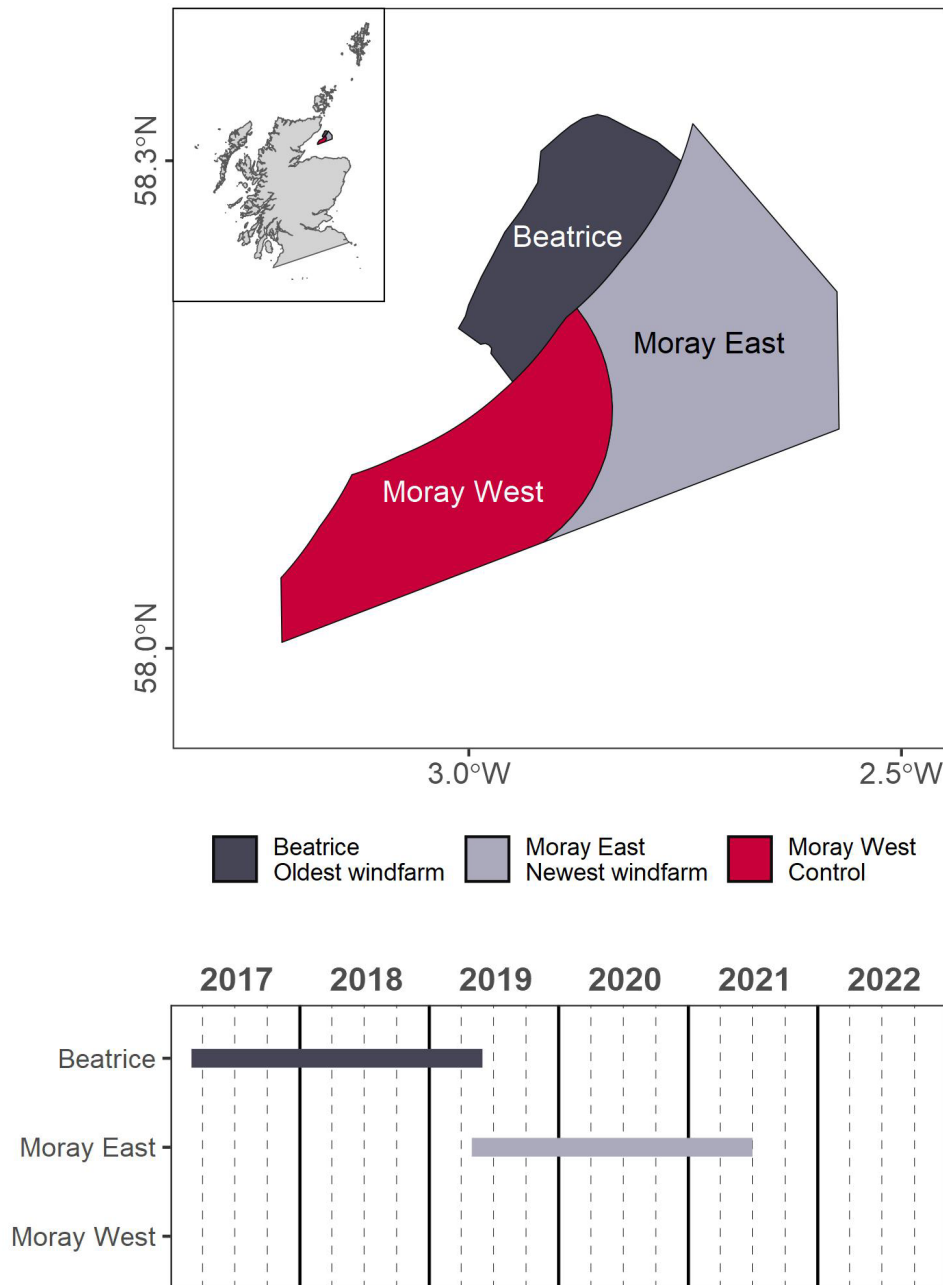 58.3°N
Beatrice
Moray East
Moray West
58.0°N
3.0°W
2.5°W
Beatrice
Oldest windfarm
Moray East
Newest windfarm
Moray West
Control
2017 2018 2019 2020 2021 2022
Beatrice
Moray East
Moray West